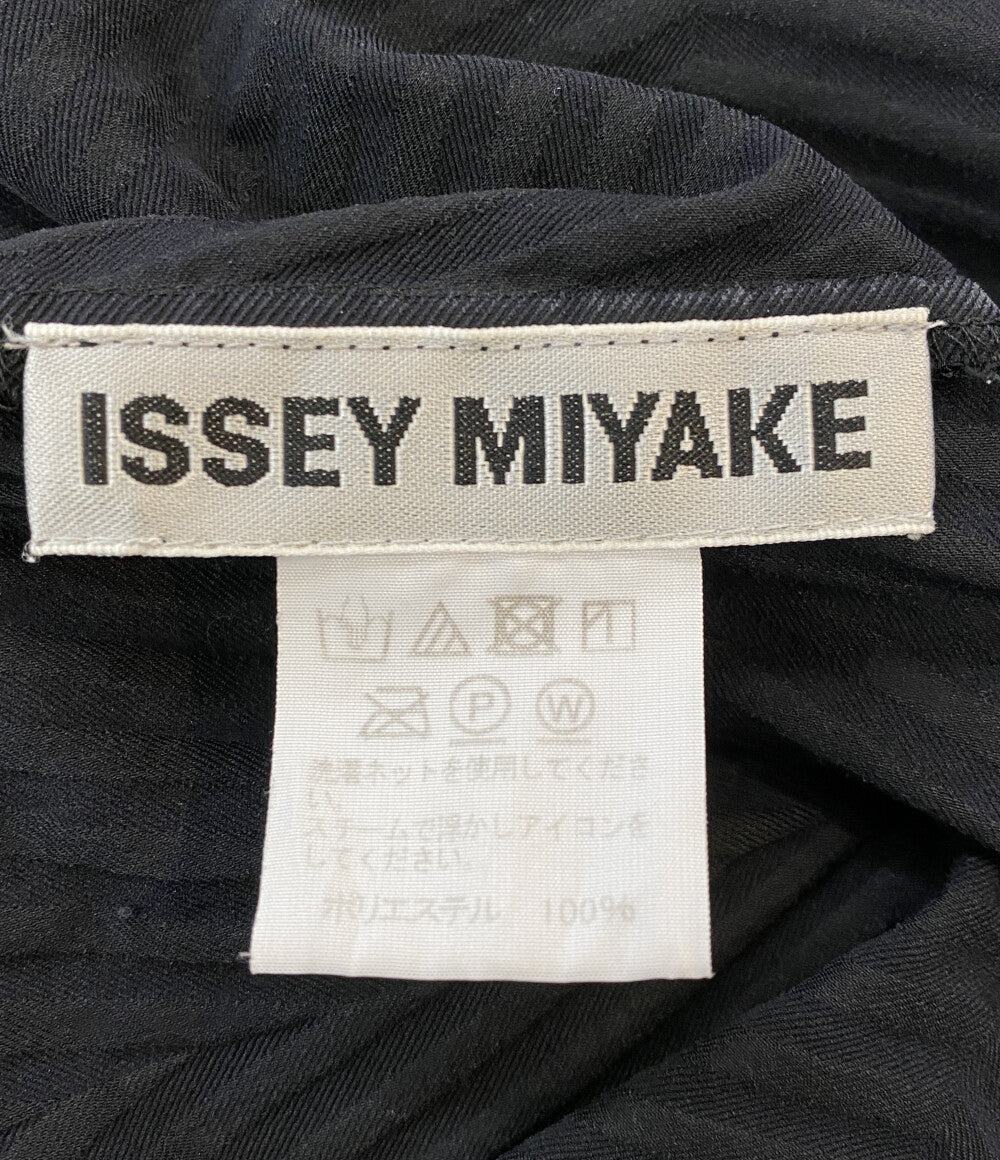 ISSEY MIYAKE
P W
洗濯ネットを使用してくださ
い。
スチームで浮かしアイロンを
してください。
ポリエステル 100%